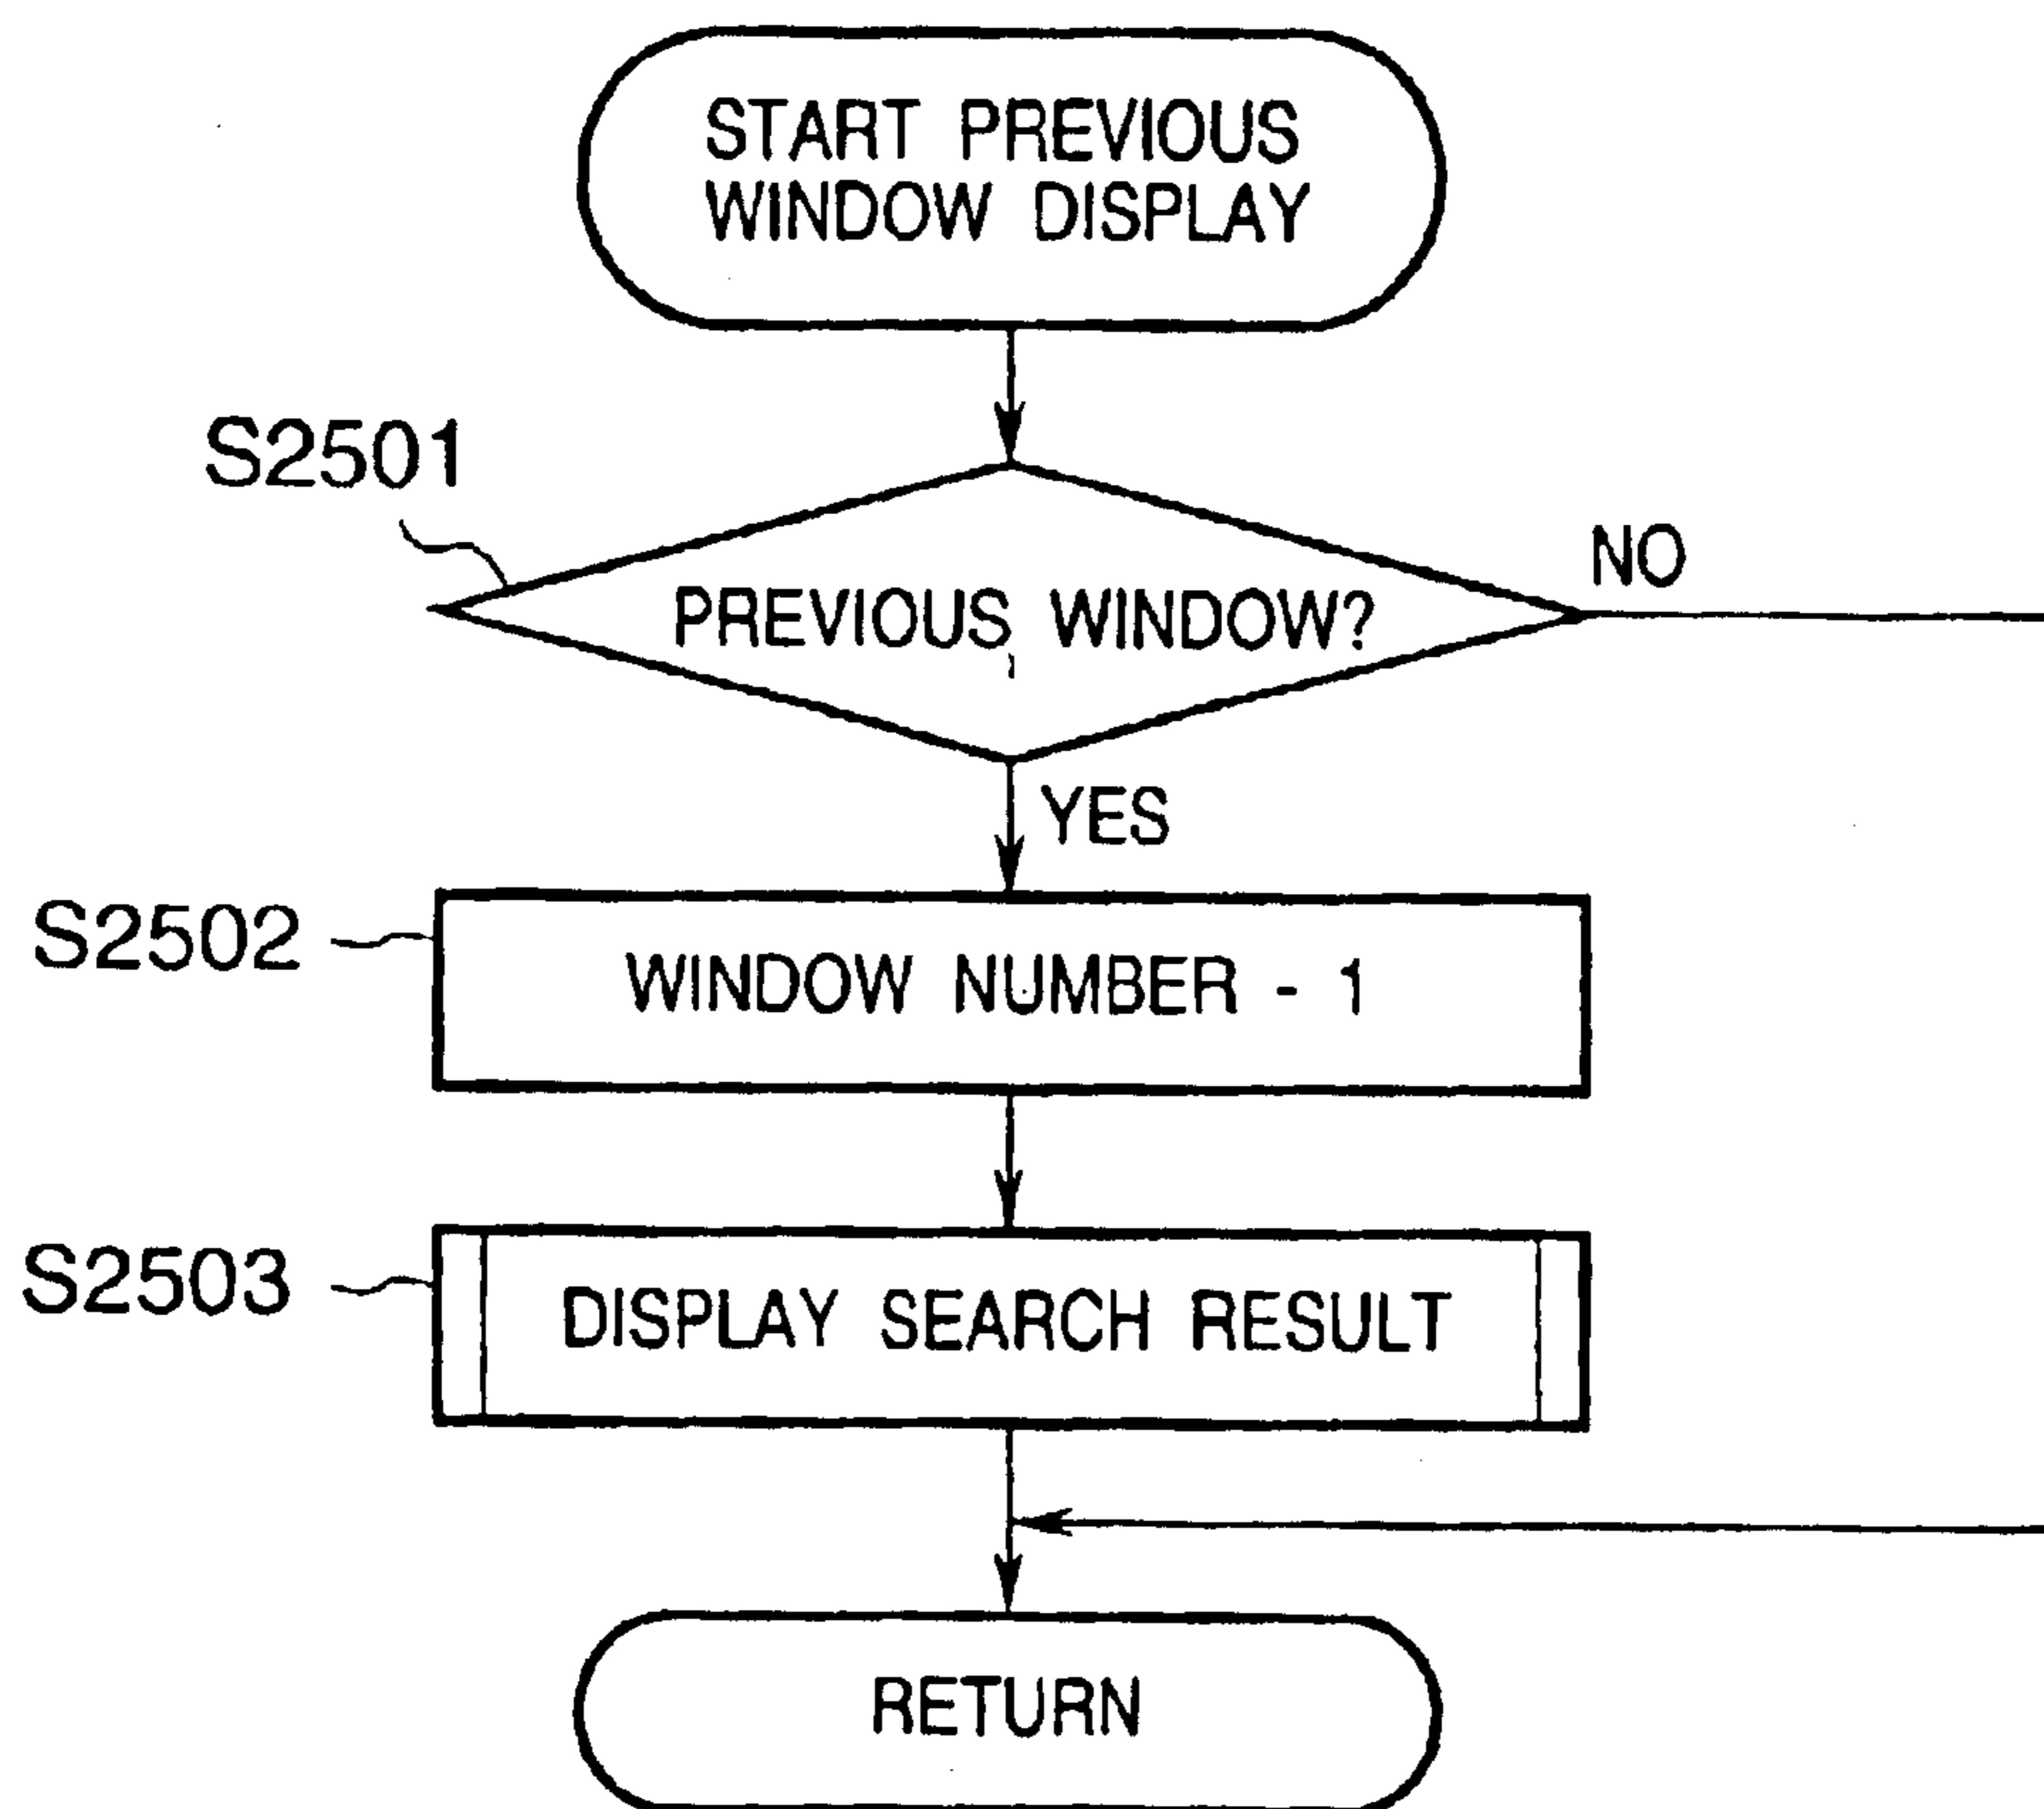 START PREVIOUS
WINDOW DISPLAY
S2501
NO
PREVIOUS WINDOW?
YES
S2502
WINDOW NUMBER - 1
S2503
DISPLAY SEARCH RESULT
RETURN